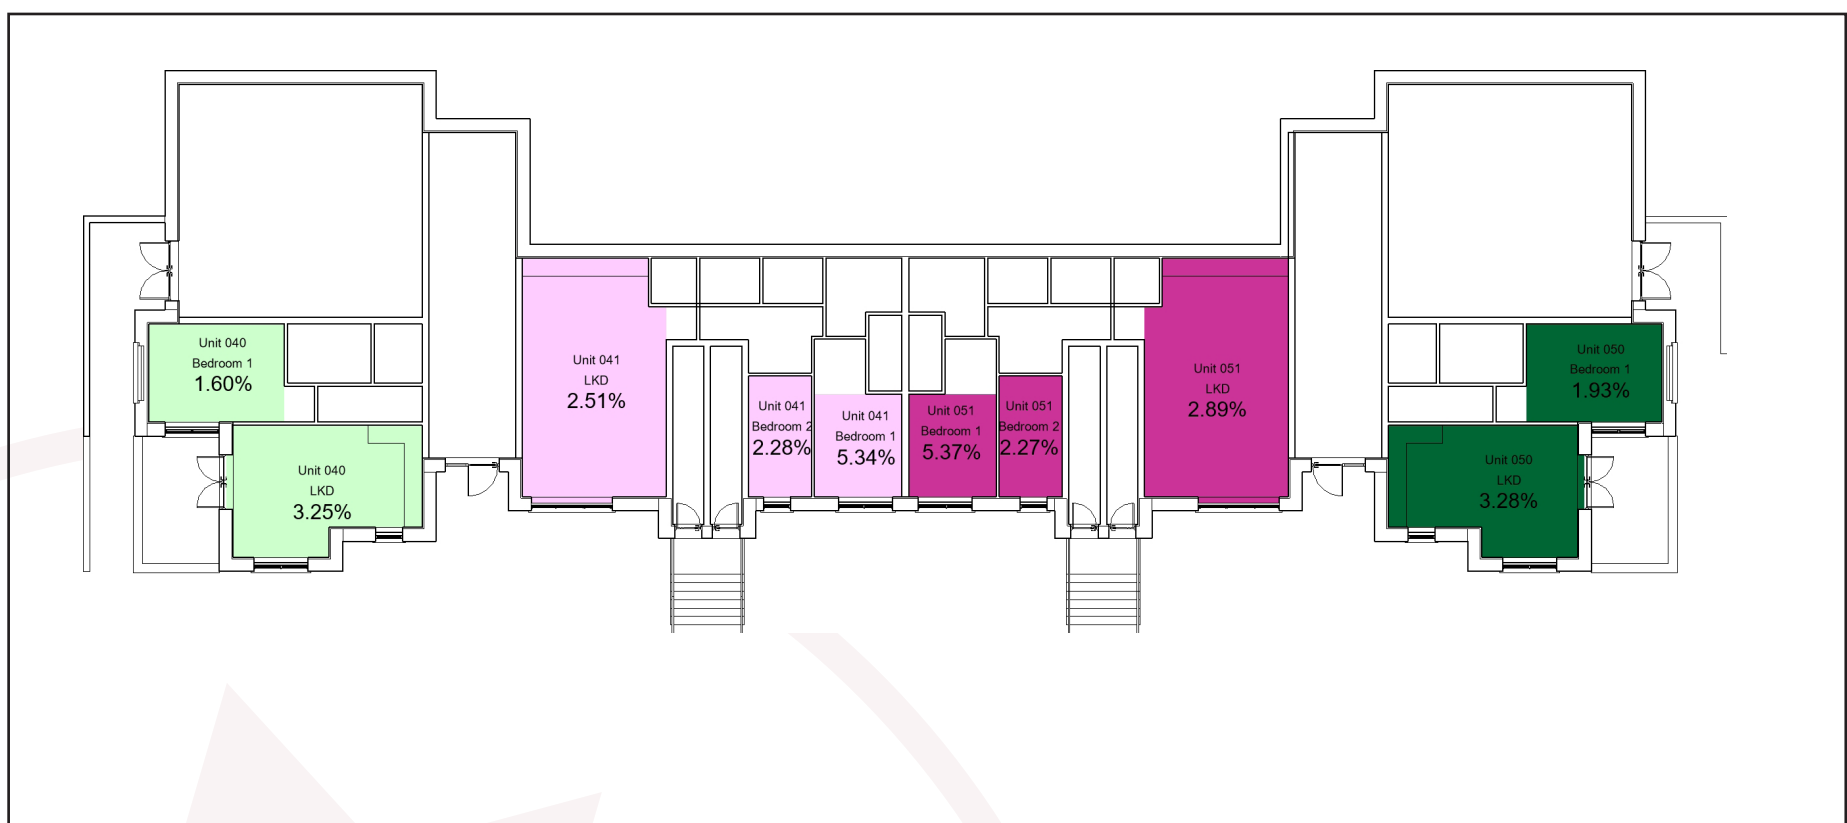 Unit 040
Bedroom 1
1.60%
Unit 040
LKD
3.25%
Unit 041
LKD
2.51%
Unit 041
Bedroom 2
2.28%
Unit 041
Bedroom 1
5.34%
Unit 051
Bedroom 1
5.37%
Unit 051
Bedroom 2
2.27%
Unit 051
LKD
2.89%
Unit 050
Bedroom 1
1.93%
Unit 050
LKD
3.28%